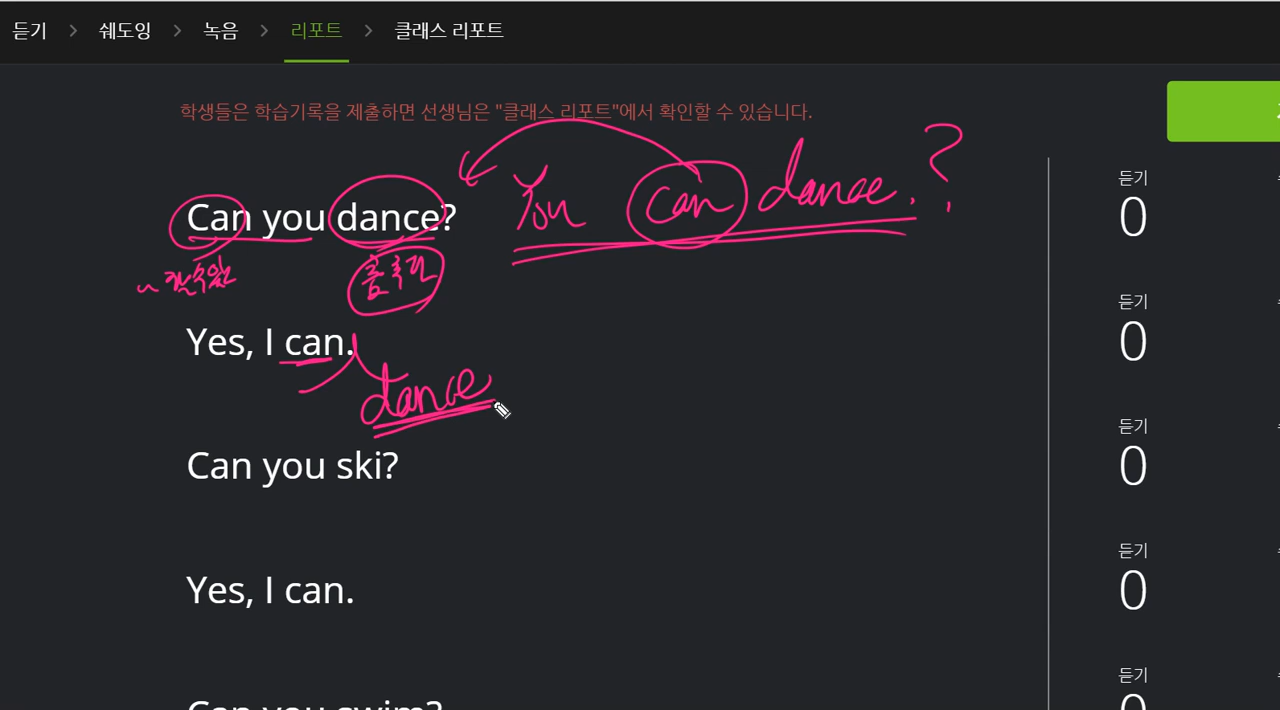 듣기 > 쉐도잉 > 녹음 > 리포트 > 클래스 리포트
학생들은 학습기록을 제출하면 선생님은 "클래스 리포트"에서 확인할 수 있습니다.
듣기
Can you dance? You can dance. ?
0
~ 할 수 있
춤추다
듣기
Yes, I can.
0
dance
듣기
Can you ski?
0
듣기
Yes, I can.
0
듣기
Can you swim?
0